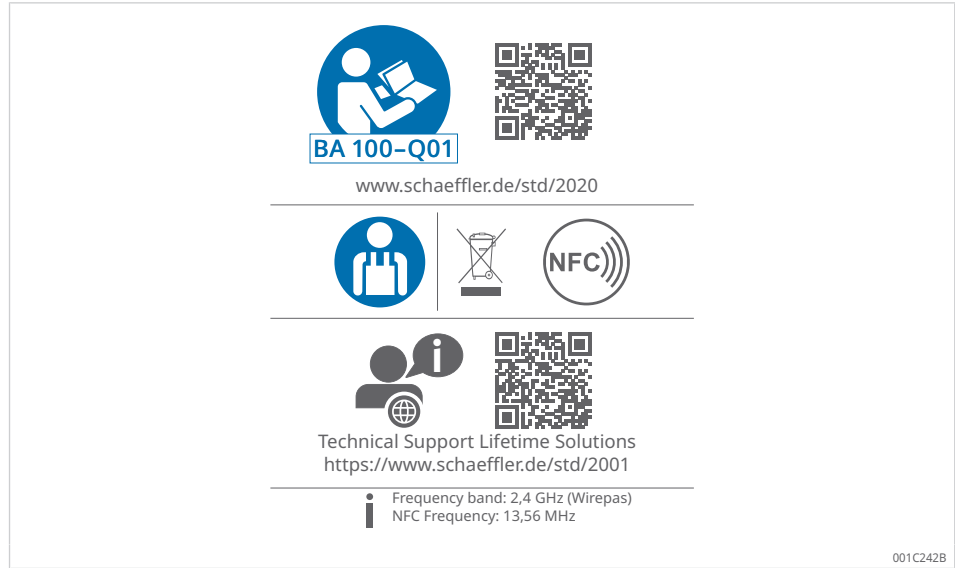 BA 100–Q01
www.schaeffler.de/std/2020
NFC
i
Technical Support Lifetime Solutions
https://www.schaeffler.de/std/2001
i Frequency band: 2,4 GHz (Wirepas)
NFC Frequency: 13,56 MHz
001C242B